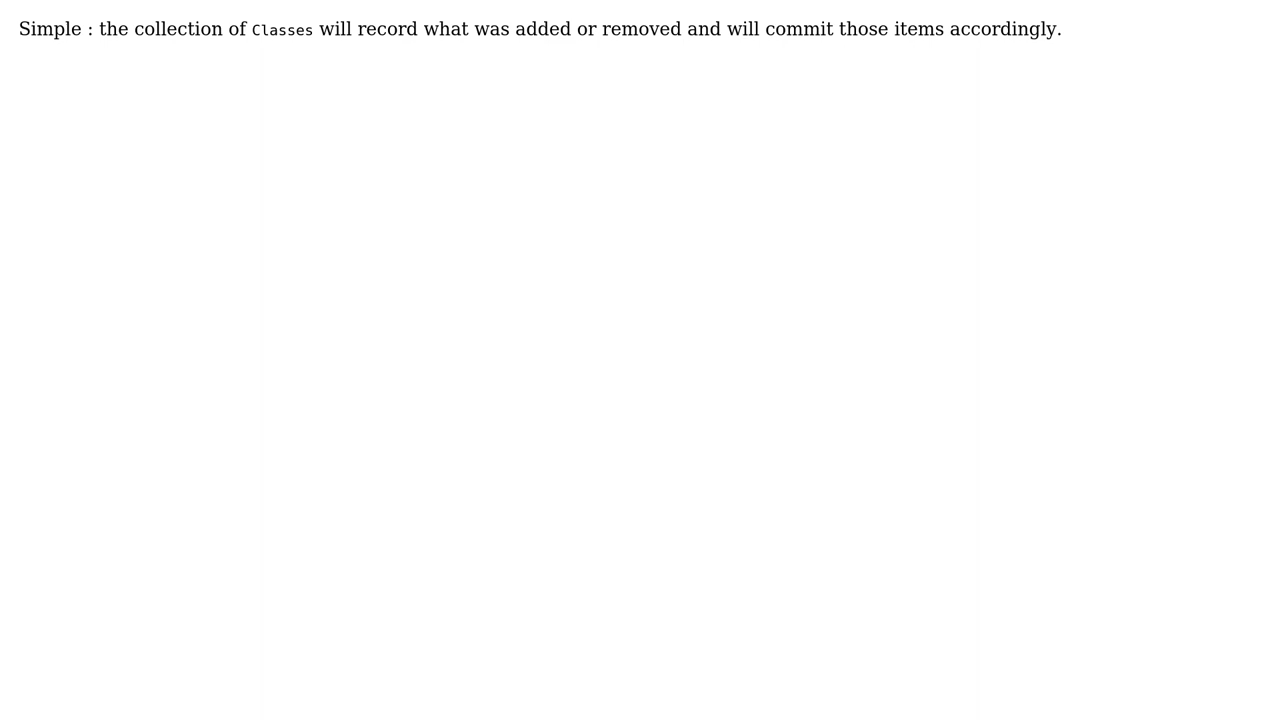 Simple : the collection of Classes will record what was added or removed and will commit those items accordingly.